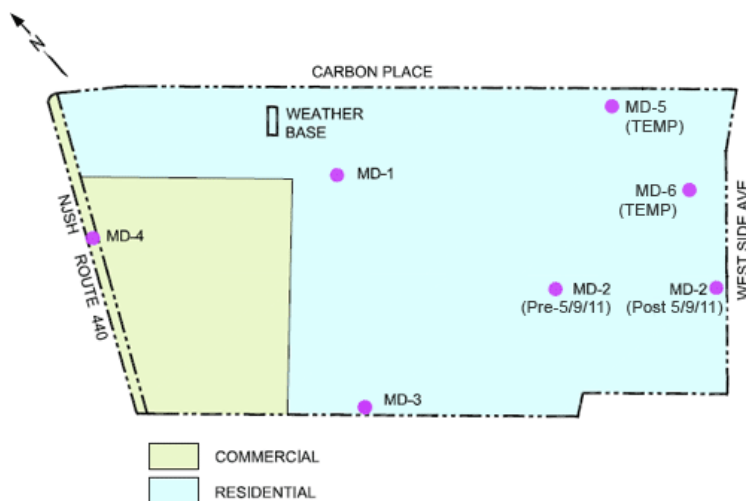 N
CARBON PLACE
WEATHER
BASE
MD-5
(TEMP)
MD-1
MD-6
(TEMP)
MD-4
NJSH ROUTE 440
WEST SIDE AVE
MD-2
(Pre-5/9/11)
MD-2
(Post 5/9/11)
MD-3
COMMERCIAL
RESIDENTIAL